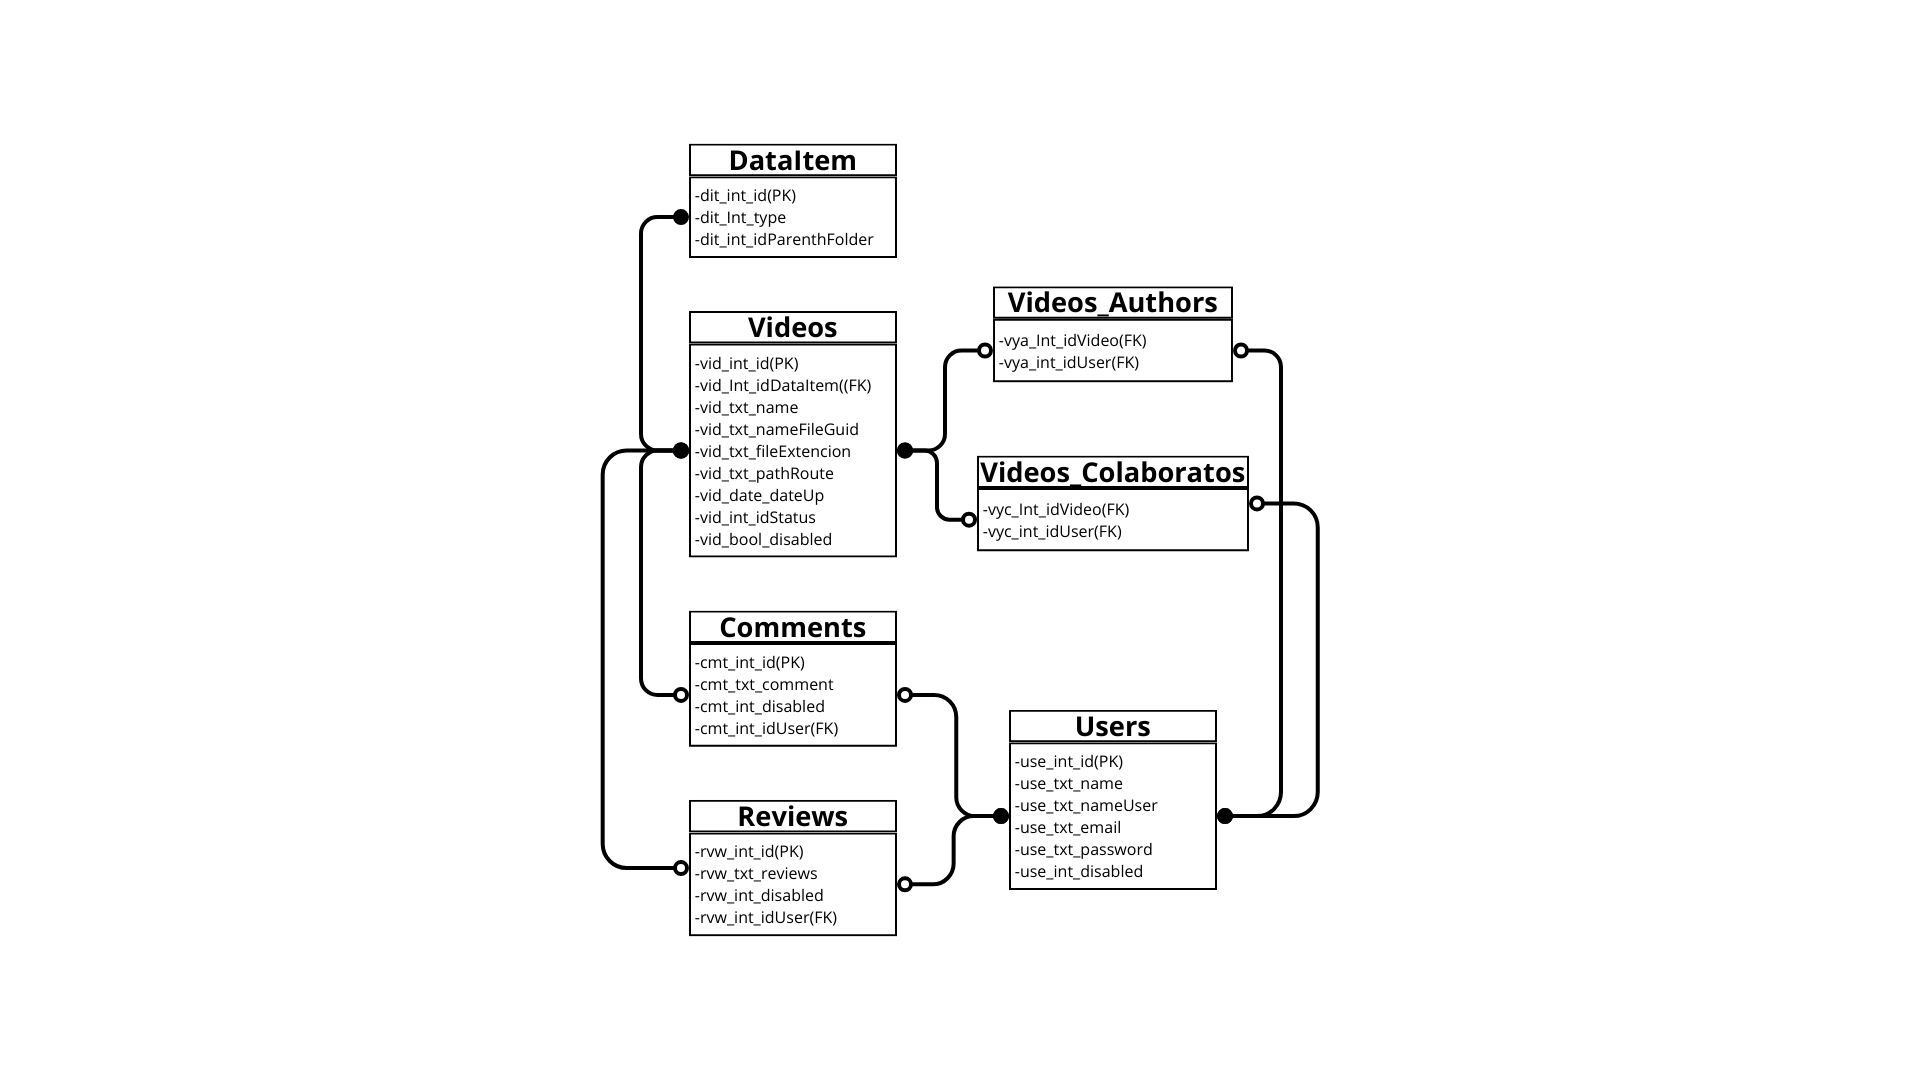 DataItem
-dit_int_id(PK)
-dit_Int_type
-dit_int_idParenthFolder
Videos
-vid_int_id(PK)
-vid_Int_idDataItem((FK)
-vid_txt_name
-vid_txt_nameFileGuid
-vid_txt_fileExtencion
-vid_txt_pathRoute
-vid_date_dateUp
-vid_int_idStatus
-vid_bool_disabled
Videos_Authors
-vya_Int_idVideo(FK)
-vya_int_idUser(FK)
Videos_Colaboratos
-vyc_Int_idVideo(FK)
-vyc_int_idUser(FK)
Comments
-cmt_int_id(PK)
-cmt_txt_comment
-cmt_int_disabled
-cmt_int_idUser(FK)
Users
-use_int_id(PK)
-use_txt_name
-use_txt_nameUser
-use_txt_email
-use_txt_password
-use_int_disabled
Reviews
-rvw_int_id(PK)
-rvw_txt_reviews
-rvw_int_disabled
-rvw_int_idUser(FK)